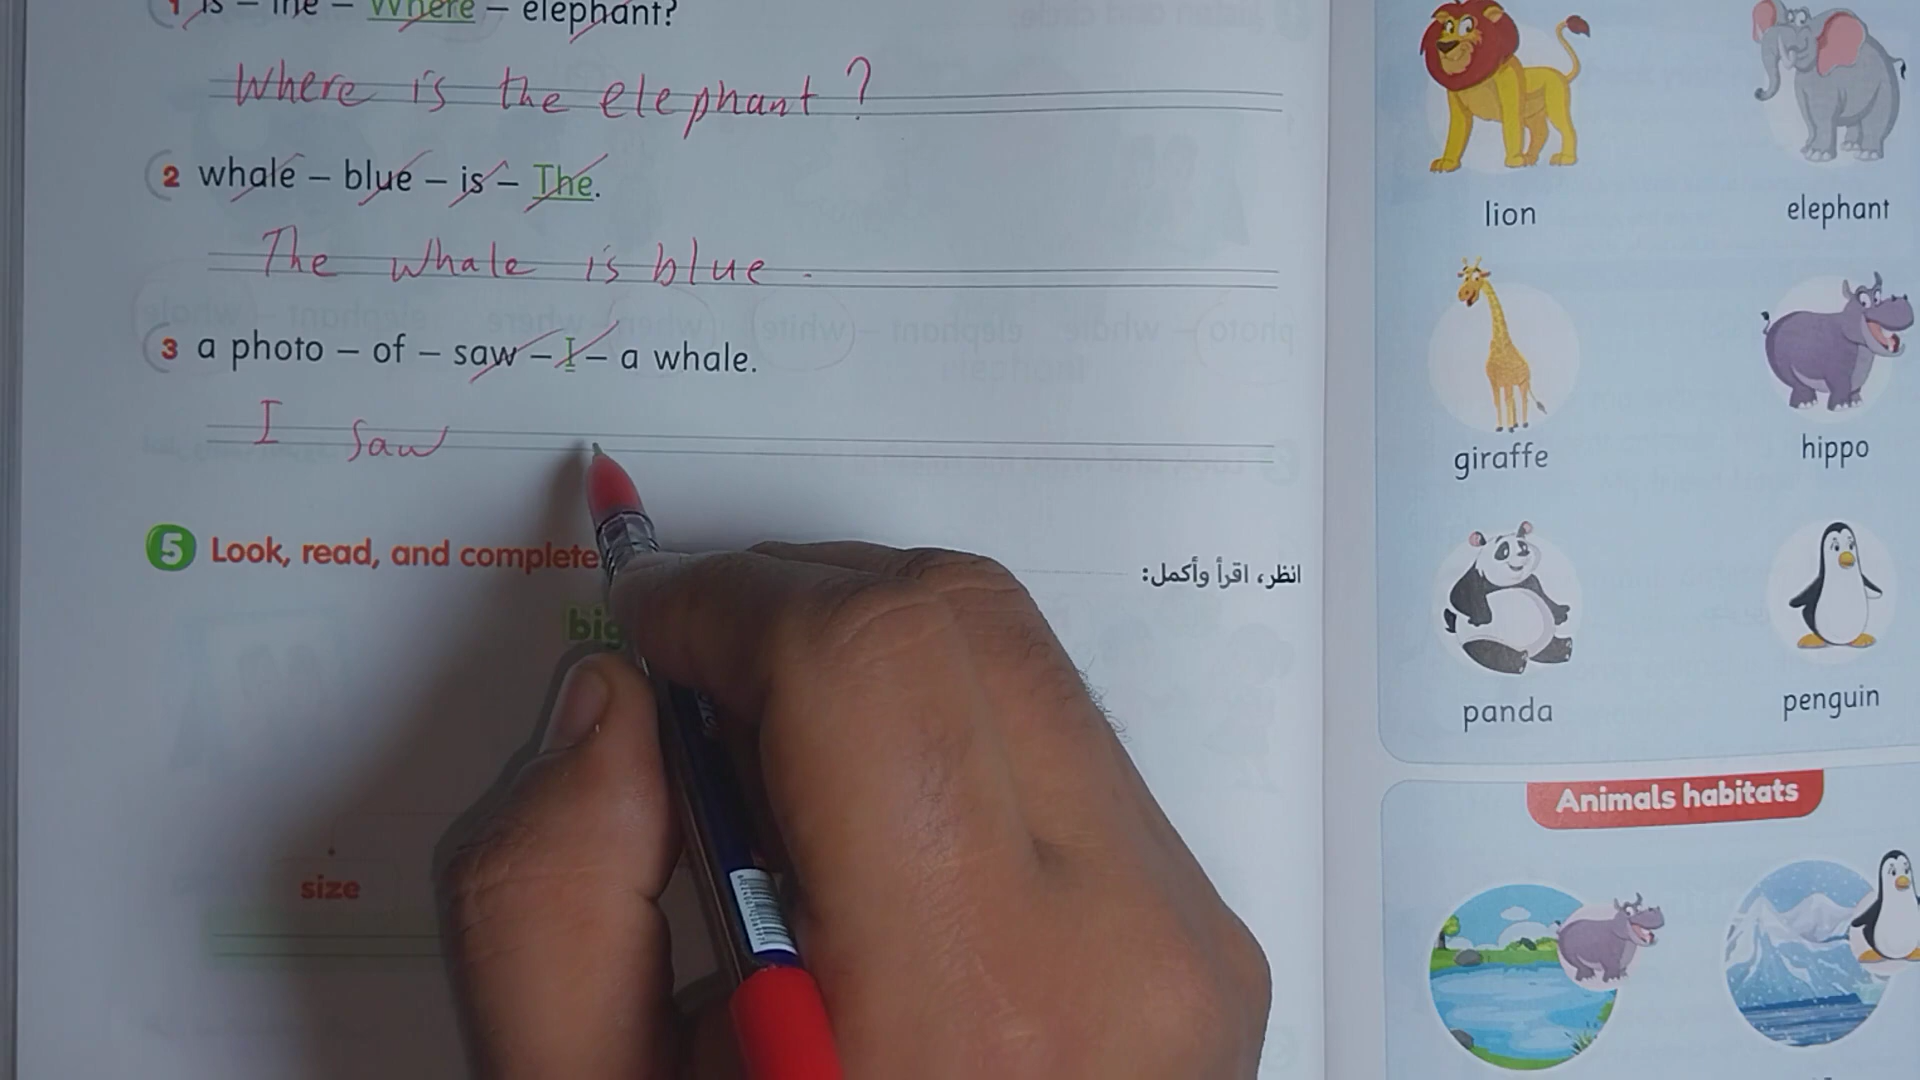 1 is – the – Where – elephant?
Where is the elephant ?
2 whale – blue – is – The.
The whale is blue .
3 a photo – of – saw – I – a whale.
I saw
5 Look, read, and complete
انظر، اقرأ وأكمل:
size
lion
elephant
giraffe
hippo
panda
penguin
Animals habitats